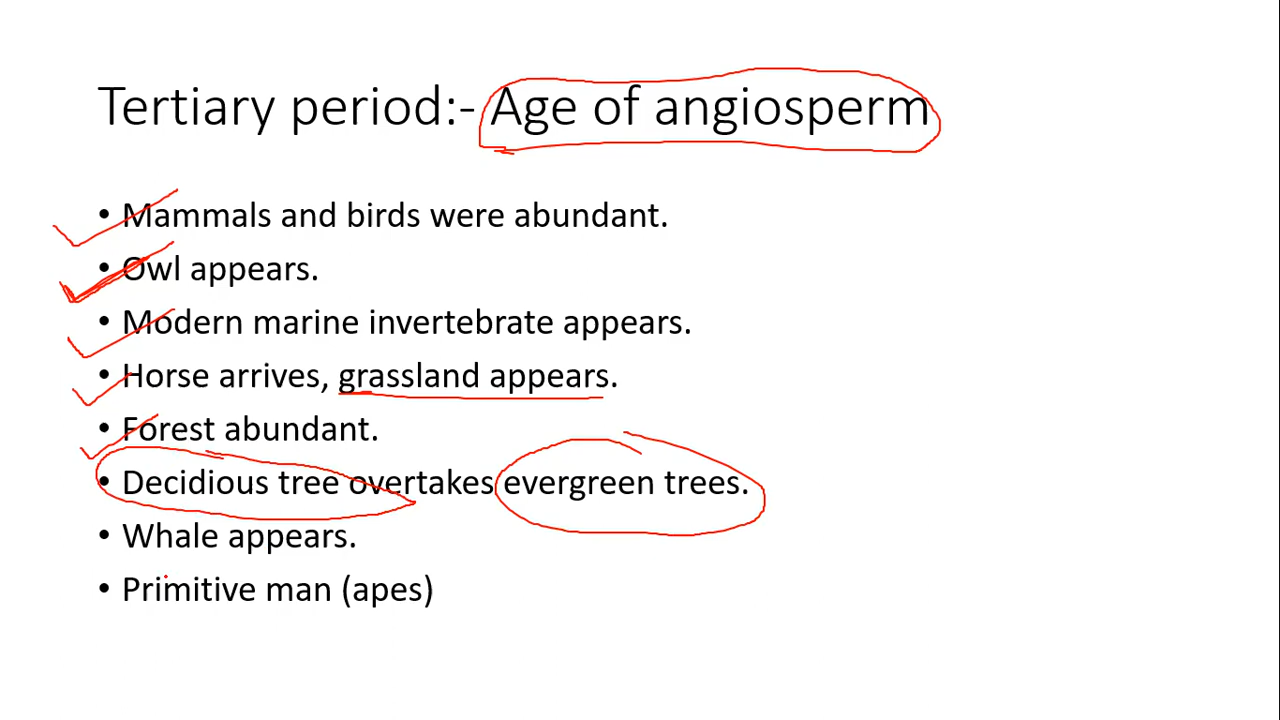 Tertiary period:- Age of angiosperm
• Mammals and birds were abundant.
• Owl appears.
• Modern marine invertebrate appears.
• Horse arrives, grassland appears.
• Forest abundant.
• Decidious tree overtakes evergreen trees.
• Whale appears.
• Primitive man (apes)